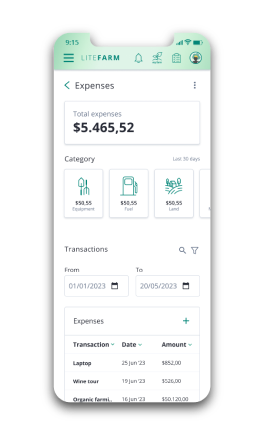 9:15
LITEFARM
Expenses
Total expenses
$5.465,52
Category
Last 30 days
$50,55
Equipment
$50,55
Fuel
$50,55
Land
Transactions
From
To
01/01/2023
20/05/2023
Expenses
+
Transaction
Date
Amount
Laptop
25 Jun '23
$852,00
Wine tour
19 Jun '23
$526,00
Organic farmi..
16 Jun '23
$50.120,00